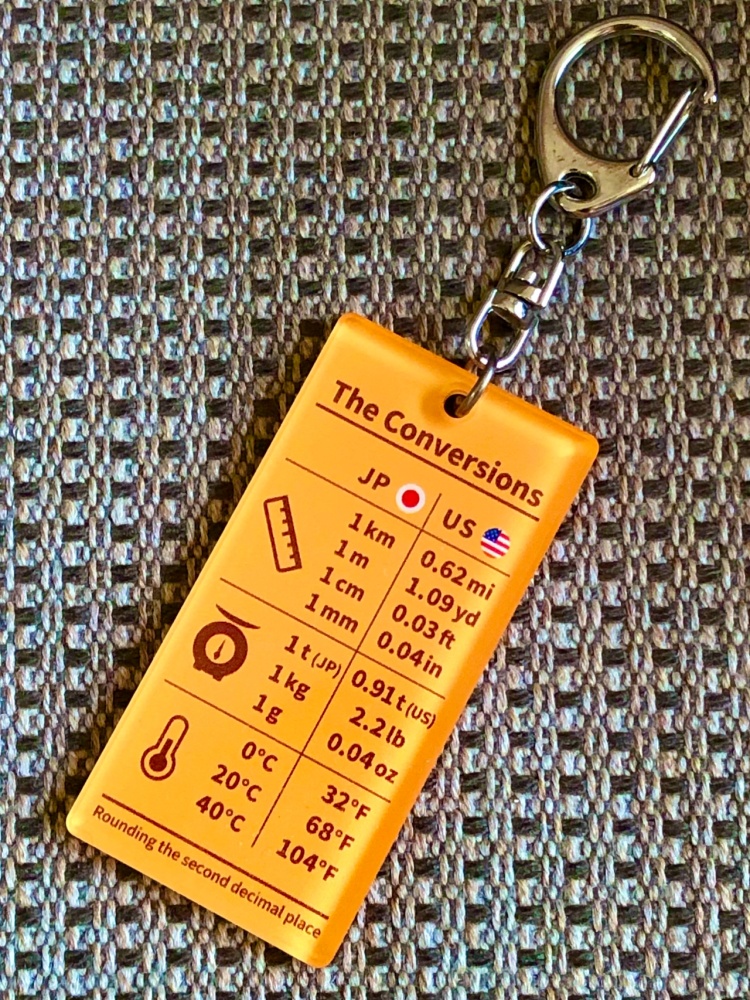 The Conversions
JP US
1 km 0.62 mi
1 m 1.09 yd
1 cm 0.03 ft
1 mm 0.04 in
1 t (JP) 0.91 t (US)
1 kg 2.2 lb
1 g 0.04 oz
0°C 32°F
20°C 68°F
40°C 104°F
Rounding the second decimal place